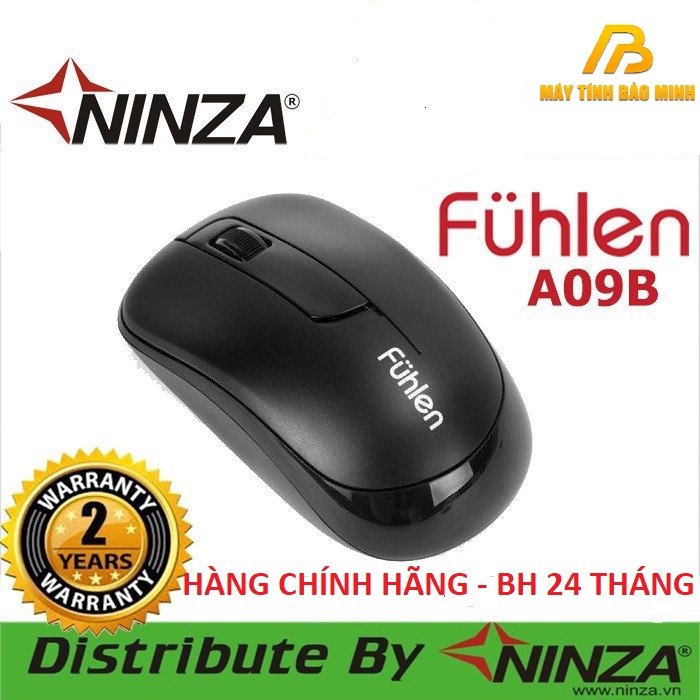 NINZA®
MÁY TÍNH BẢO MINH
Fühlen
A09B
Fühlen
WARRANTY
2
YEARS
WARRANTY
HÀNG CHÍNH HÃNG - BH 24 THÁNG
Distribute By NINZA®
www.ninza.vn